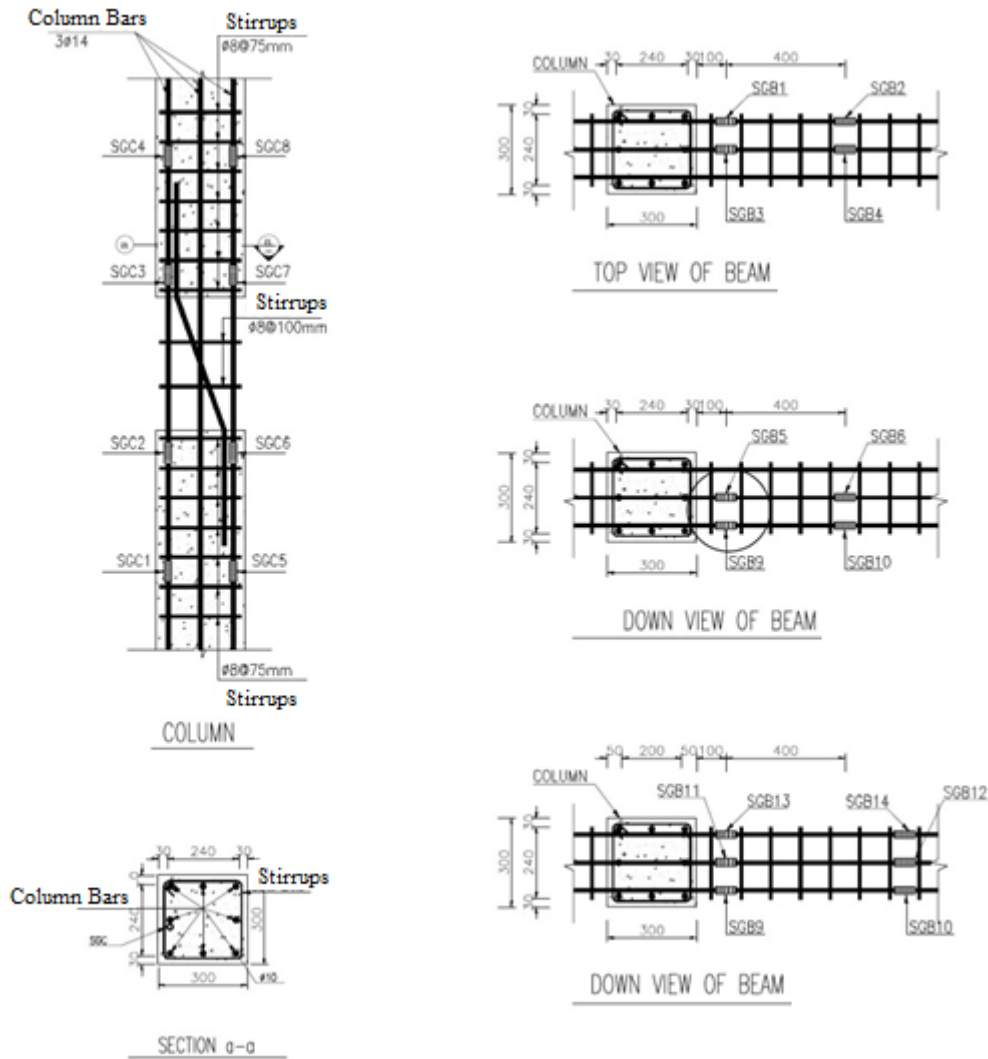 Column Bars
3ø14
Stirrups
ø8@75mm
SGC4
SGC8
SGC3
SGC7
Stirrups
ø8@100mm
SGC2
SGC6
SGC1
SGC5
ø8@75mm
Stirrups
COLUMN
30 240 30
Column Bars
Stirrups
30
240
30
300
SGC
ø10
300
SECTION a-a
30 240 30 100 400
COLUMN
SGB1
SGB2
300
30
240
30
SGB3
SGB4
300
TOP VIEW OF BEAM
30 240 30 100 400
COLUMN
SGB5
SGB6
300
30
240
30
SGB9
SGB10
300
DOWN VIEW OF BEAM
50 200 50 100 400
COLUMN
SGB11
SGB13
SGB14
SGB12
300
30
240
30
SGB9
SGB10
300
DOWN VIEW OF BEAM